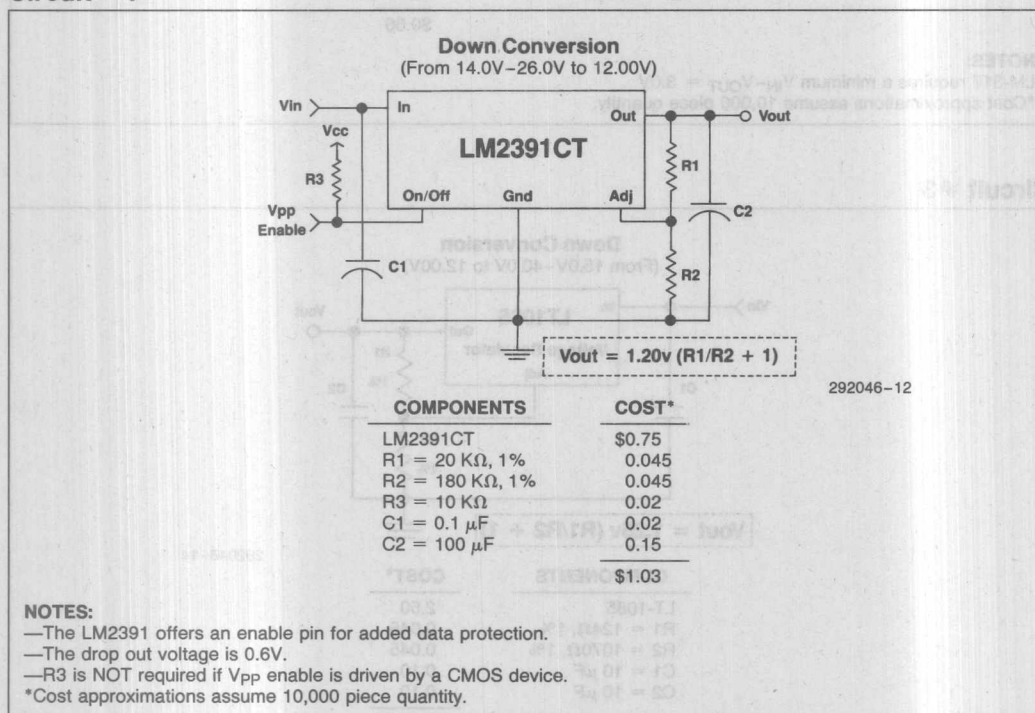 Down Conversion
(From 14.0V–26.0V to 12.00V)
Vin
In
Out
Vout
Vcc
LM2391CT
R1
R3
On/Off
Gnd
Adj
C2
Vpp
Enable
C1
R2
Vout = 1.20v (R1/R2 + 1)
292046–12
COMPONENTS COST*
LM2391CT $0.75
R1 = 20 KΩ, 1% 0.045
R2 = 180 KΩ, 1% 0.045
R3 = 10 KΩ 0.02
C1 = 0.1 μF 0.02
C2 = 100 μF 0.15
$1.03
NOTES:
—The LM2391 offers an enable pin for added data protection.
—The drop out voltage is 0.6V.
—R3 is NOT required if VPP enable is driven by a CMOS device.
*Cost approximations assume 10,000 piece quantity.